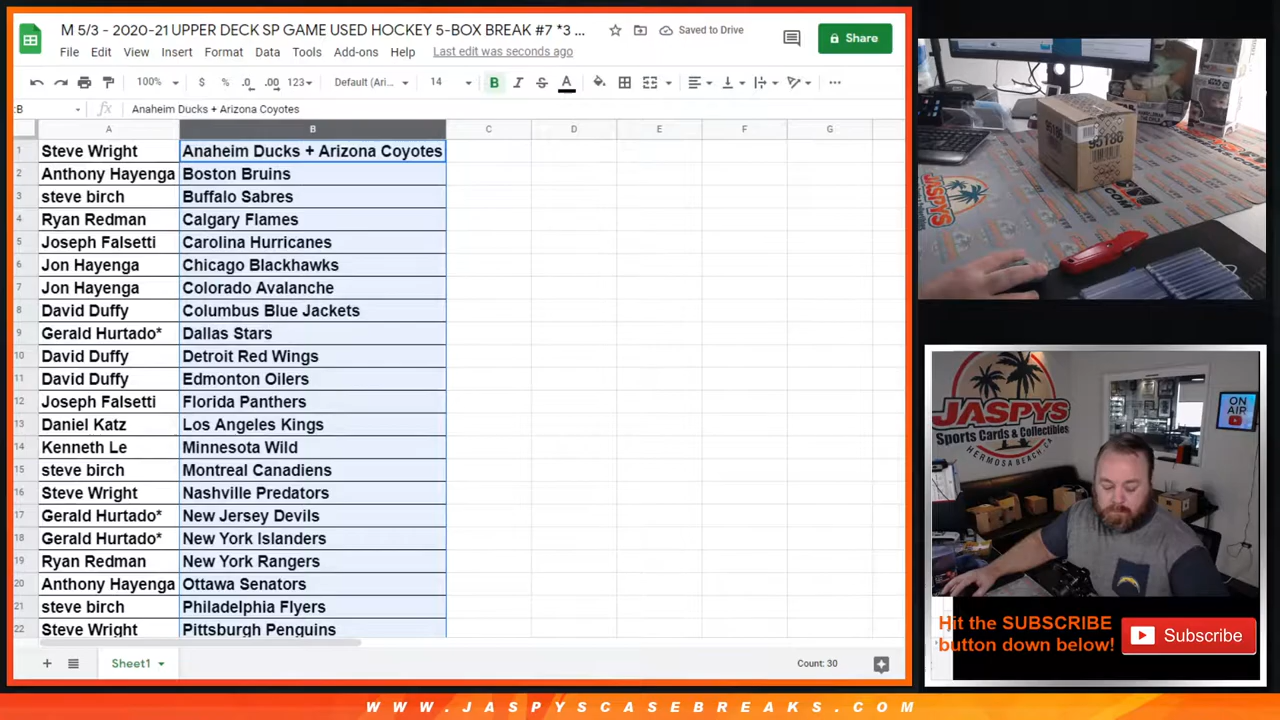 M 5/3 - 2020-21 UPPER DECK SP GAME USED HOCKEY 5-BOX BREAK #7 *3 ...
Saved to Drive
Share
File Edit View Insert Format Data Tools Add-ons Help Last edit was seconds ago
100% $ % .0 .00 123 Default (Ari... 14 B I S A
:B fx Anaheim Ducks + Arizona Coyotes
A B C D E F G
1 Steve Wright Anaheim Ducks + Arizona Coyotes
2 Anthony Hayenga Boston Bruins
3 steve birch Buffalo Sabres
4 Ryan Redman Calgary Flames
5 Joseph Falsetti Carolina Hurricanes
6 Jon Hayenga Chicago Blackhawks
7 Jon Hayenga Colorado Avalanche
8 David Duffy Columbus Blue Jackets
9 Gerald Hurtado* Dallas Stars
10 David Duffy Detroit Red Wings
11 David Duffy Edmonton Oilers
12 Joseph Falsetti Florida Panthers
13 Daniel Katz Los Angeles Kings
14 Kenneth Le Minnesota Wild
15 steve birch Montreal Canadiens
16 Steve Wright Nashville Predators
17 Gerald Hurtado* New Jersey Devils
18 Gerald Hurtado* New York Islanders
19 Ryan Redman New York Rangers
20 Anthony Hayenga Ottawa Senators
21 steve birch Philadelphia Flyers
22 Steve Wright Pittsburgh Penguins
Sheet1
Count: 30
95186
95186
JASPYS
JASPYS
Sports Cards & Collectibles
HERMOSA BEACH, CA
ON AIR
Hit the SUBSCRIBE
button down below!
Subscribe
WWW.JASPYSCASEBREAKS.COM